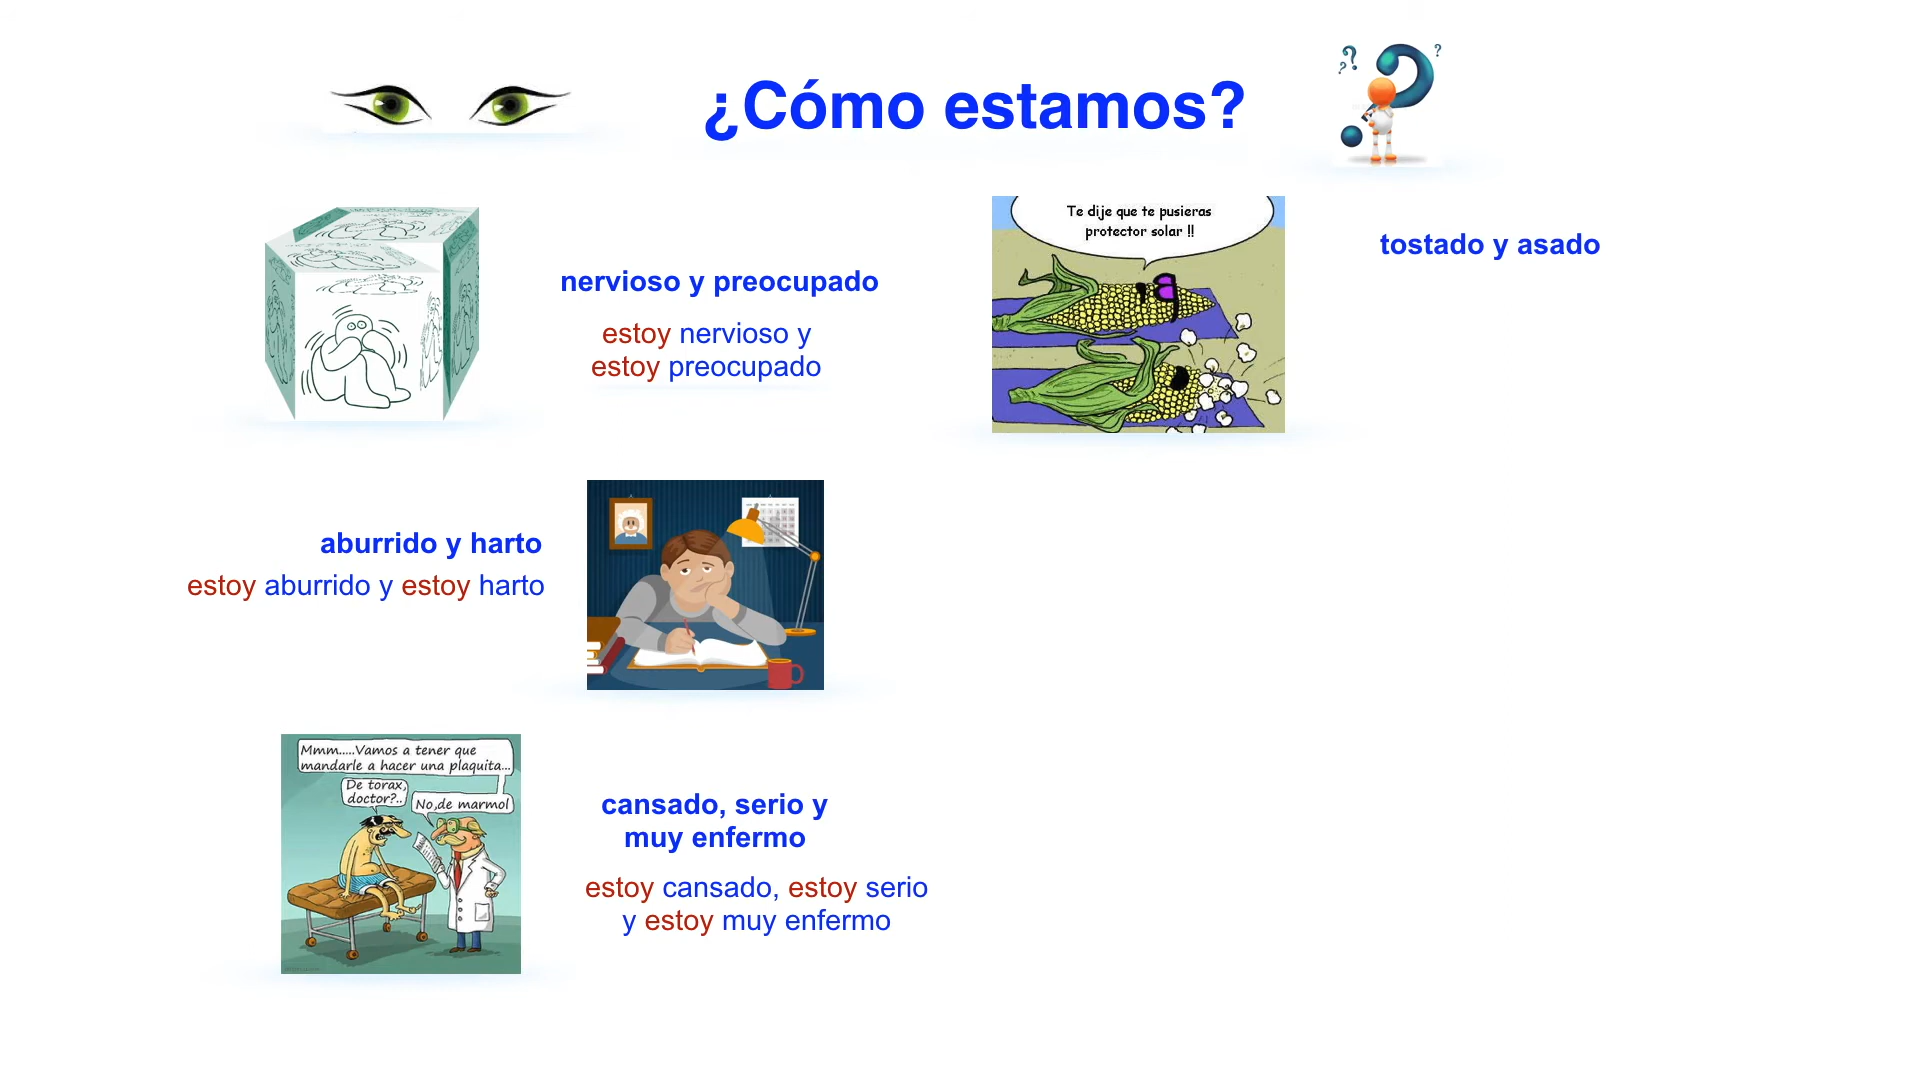 ¿Cómo estamos?
nervioso y preocupado
estoy nervioso y
estoy preocupado
Te dije que te pusieras
protector solar !!
tostado y asado
aburrido y harto
estoy aburrido y estoy harto
Mmm.....Vamos a tener que
mandarle a hacer una plaquita...
De torax,
doctor?..
No,de marmol
cansado, serio y
muy enfermo
estoy cansado, estoy serio
y estoy muy enfermo